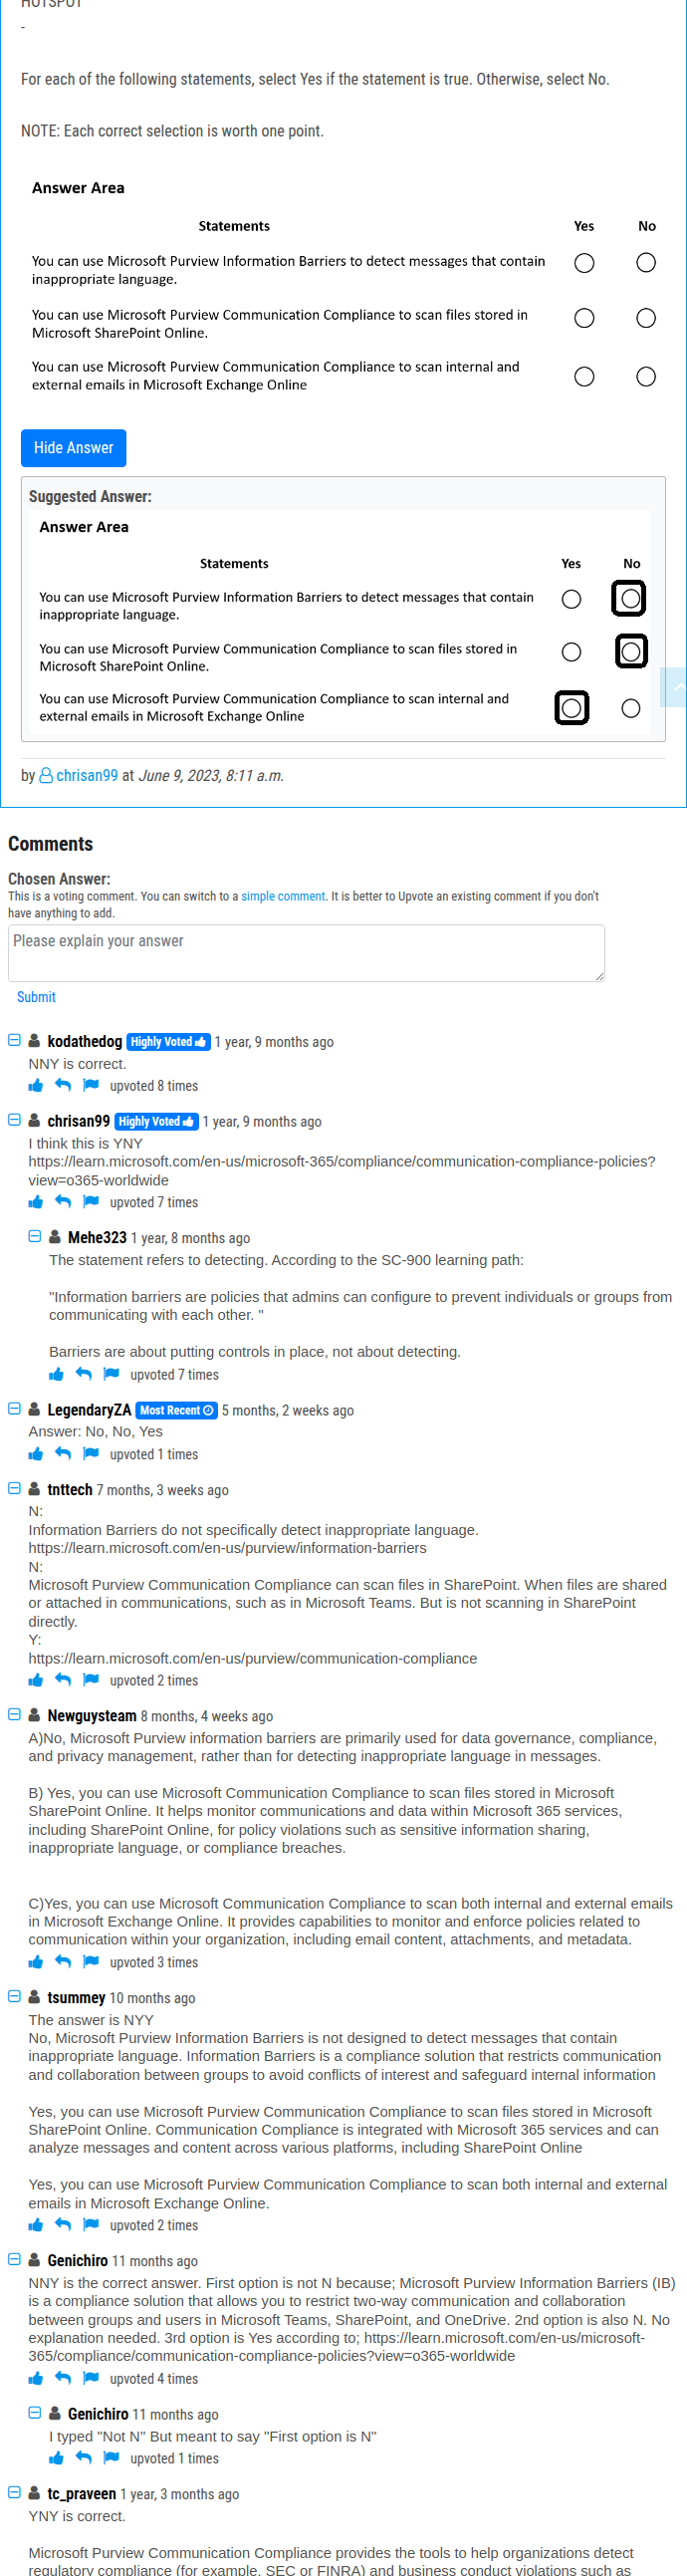 HOTSPOT
-
For each of the following statements, select Yes if the statement is true. Otherwise, select No.
NOTE: Each correct selection is worth one point.
Answer Area
Statements Yes No
You can use Microsoft Purview Information Barriers to detect messages that contain
inappropriate language.
You can use Microsoft Purview Communication Compliance to scan files stored in
Microsoft SharePoint Online.
You can use Microsoft Purview Communication Compliance to scan internal and
external emails in Microsoft Exchange Online
Hide Answer
Suggested Answer:
Answer Area
Statements Yes No
You can use Microsoft Purview Information Barriers to detect messages that contain
inappropriate language.
You can use Microsoft Purview Communication Compliance to scan files stored in
Microsoft SharePoint Online.
You can use Microsoft Purview Communication Compliance to scan internal and
external emails in Microsoft Exchange Online
by chrisan99 at June 9, 2023, 8:11 a.m.
Comments
Chosen Answer:
This is a voting comment. You can switch to a simple comment. It is better to Upvote an existing comment if you don't
have anything to add.
Please explain your answer
Submit
kodathedog Highly Voted 1 year, 9 months ago
NNY is correct.
upvoted 8 times
chrisan99 Highly Voted 1 year, 9 months ago
I think this is YNY
https://learn.microsoft.com/en-us/microsoft-365/compliance/communication-compliance-policies?
view=o365-worldwide
upvoted 7 times
Mehe323 1 year, 8 months ago
The statement refers to detecting. According to the SC-900 learning path:
"Information barriers are policies that admins can configure to prevent individuals or groups from
communicating with each other. "
Barriers are about putting controls in place, not about detecting.
upvoted 7 times
LegendaryZA Most Recent 5 months, 2 weeks ago
Answer: No, No, Yes
upvoted 1 times
tnttech 7 months, 3 weeks ago
N:
Information Barriers do not specifically detect inappropriate language.
https://learn.microsoft.com/en-us/purview/information-barriers
N:
Microsoft Purview Communication Compliance can scan files in SharePoint. When files are shared
or attached in communications, such as in Microsoft Teams. But is not scanning in SharePoint
directly.
Y:
https://learn.microsoft.com/en-us/purview/communication-compliance
upvoted 2 times
Newguysteam 8 months, 4 weeks ago
A)No, Microsoft Purview information barriers are primarily used for data governance, compliance,
and privacy management, rather than for detecting inappropriate language in messages.
B) Yes, you can use Microsoft Communication Compliance to scan files stored in Microsoft
SharePoint Online. It helps monitor communications and data within Microsoft 365 services,
including SharePoint Online, for policy violations such as sensitive information sharing,
inappropriate language, or compliance breaches.
C)Yes, you can use Microsoft Communication Compliance to scan both internal and external emails
in Microsoft Exchange Online. It provides capabilities to monitor and enforce policies related to
communication within your organization, including email content, attachments, and metadata.
upvoted 3 times
tsummey 10 months ago
The answer is NYY
No, Microsoft Purview Information Barriers is not designed to detect messages that contain
inappropriate language. Information Barriers is a compliance solution that restricts communication
and collaboration between groups to avoid conflicts of interest and safeguard internal information
Yes, you can use Microsoft Purview Communication Compliance to scan files stored in Microsoft
SharePoint Online. Communication Compliance is integrated with Microsoft 365 services and can
analyze messages and content across various platforms, including SharePoint Online
Yes, you can use Microsoft Purview Communication Compliance to scan both internal and external
emails in Microsoft Exchange Online.
upvoted 2 times
Genichiro 11 months ago
NNY is the correct answer. First option is not N because; Microsoft Purview Information Barriers (IB)
is a compliance solution that allows you to restrict two-way communication and collaboration
between groups and users in Microsoft Teams, SharePoint, and OneDrive. 2nd option is also N. No
explanation needed. 3rd option is Yes according to; https://learn.microsoft.com/en-us/microsoft-
365/compliance/communication-compliance-policies?view=o365-worldwide
upvoted 4 times
Genichiro 11 months ago
I typed "Not N" But meant to say "First option is N"
upvoted 1 times
tc_praveen 1 year, 3 months ago
YNY is correct.
Microsoft Purview Communication Compliance provides the tools to help organizations detect
regulatory compliance (for example, SEC or FINRA) and business conduct violations such as